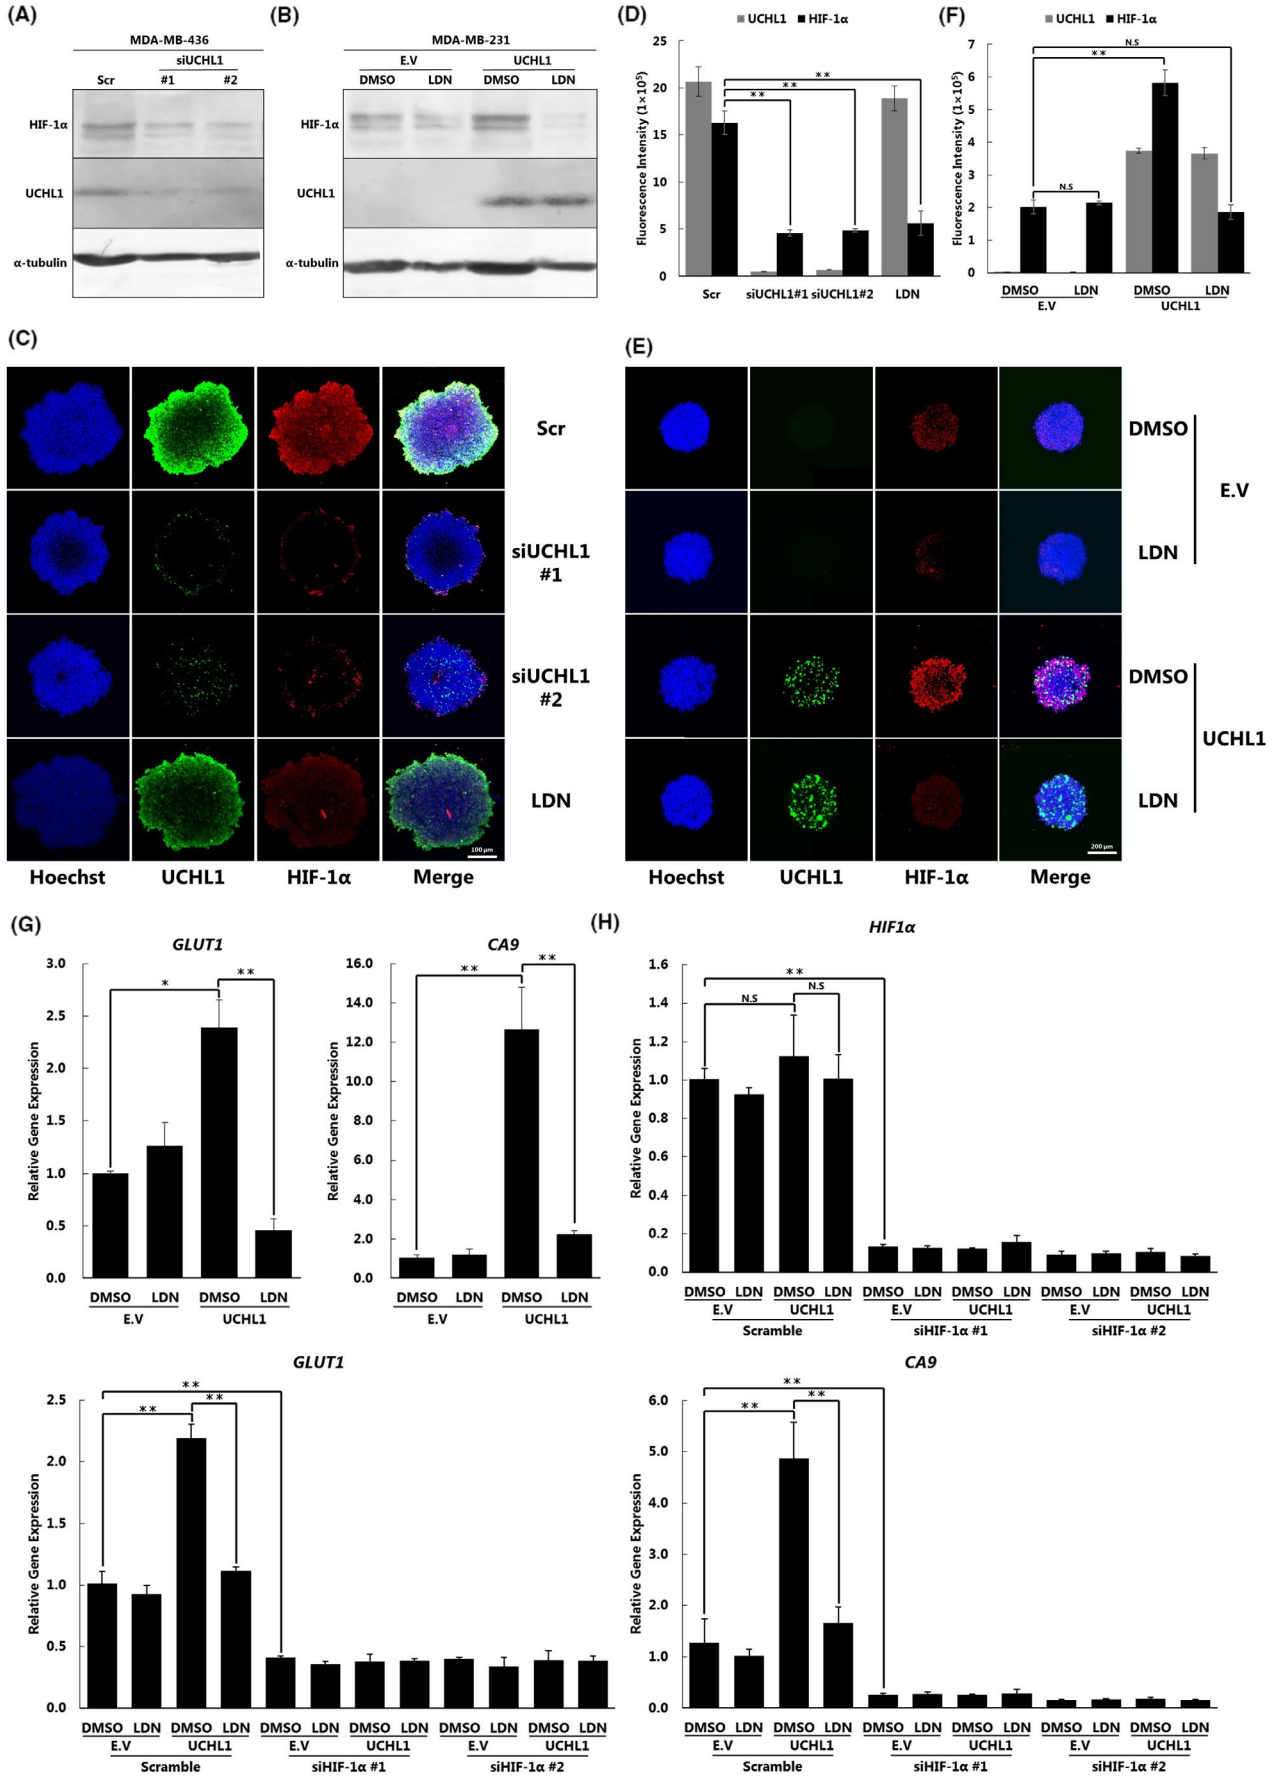 (A)
MDA-MB-436
siUCHL1
Scr #1 #2
HIF-1α
UCHL1
α-tubulin
(B)
MDA-MB-231
E.V UCHL1
DMSO LDN DMSO LDN
HIF-1α
UCHL1
α-tubulin
(D)
UCHL1 HIF-1α
Fluorescence Intensity (1×10⁵)
25
20
15
10
5
0
** ** **
Scr siUCHL1#1 siUCHL1#2 LDN
(F)
UCHL1 HIF-1α
Fluorescence Intensity (1×10⁵)
7
6
5
4
3
2
1
0
N.S
**
N.S
DMSO LDN DMSO LDN
E.V UCHL1
(C)
Scr
siUCHL1
#1
siUCHL1
#2
LDN
100 μm
Hoechst UCHL1 HIF-1α Merge
(E)
DMSO
LDN
E.V
DMSO
LDN
UCHL1
200 μm
Hoechst UCHL1 HIF-1α Merge
(G)
GLUT1
Relative Gene Expression
3.0
2.5
2.0
1.5
1.0
0.5
0.0
* **
DMSO LDN DMSO LDN
E.V UCHL1
CA9
Relative Gene Expression
16.0
14.0
12.0
10.0
8.0
6.0
4.0
2.0
0.0
** **
DMSO LDN DMSO LDN
E.V UCHL1
(H)
HIF1α
Relative Gene Expression
1.6
1.4
1.2
1.0
0.8
0.6
0.4
0.2
0.0
**
N.S N.S
DMSO LDN DMSO LDN DMSO LDN DMSO LDN DMSO LDN DMSO LDN
E.V UCHL1 E.V UCHL1 E.V UCHL1
Scramble siHIF-1α #1 siHIF-1α #2
GLUT1
Relative Gene Expression
2.5
2.0
1.5
1.0
0.5
0.0
**
** **
DMSO LDN DMSO LDN DMSO LDN DMSO LDN DMSO LDN DMSO LDN
E.V UCHL1 E.V UCHL1 E.V UCHL1
Scramble siHIF-1α #1 siHIF-1α #2
CA9
Relative Gene Expression
6.0
5.0
4.0
3.0
2.0
1.0
0.0
**
** **
DMSO LDN DMSO LDN DMSO LDN DMSO LDN DMSO LDN DMSO LDN
E.V UCHL1 E.V UCHL1 E.V UCHL1
Scramble siHIF-1α #1 siHIF-1α #2